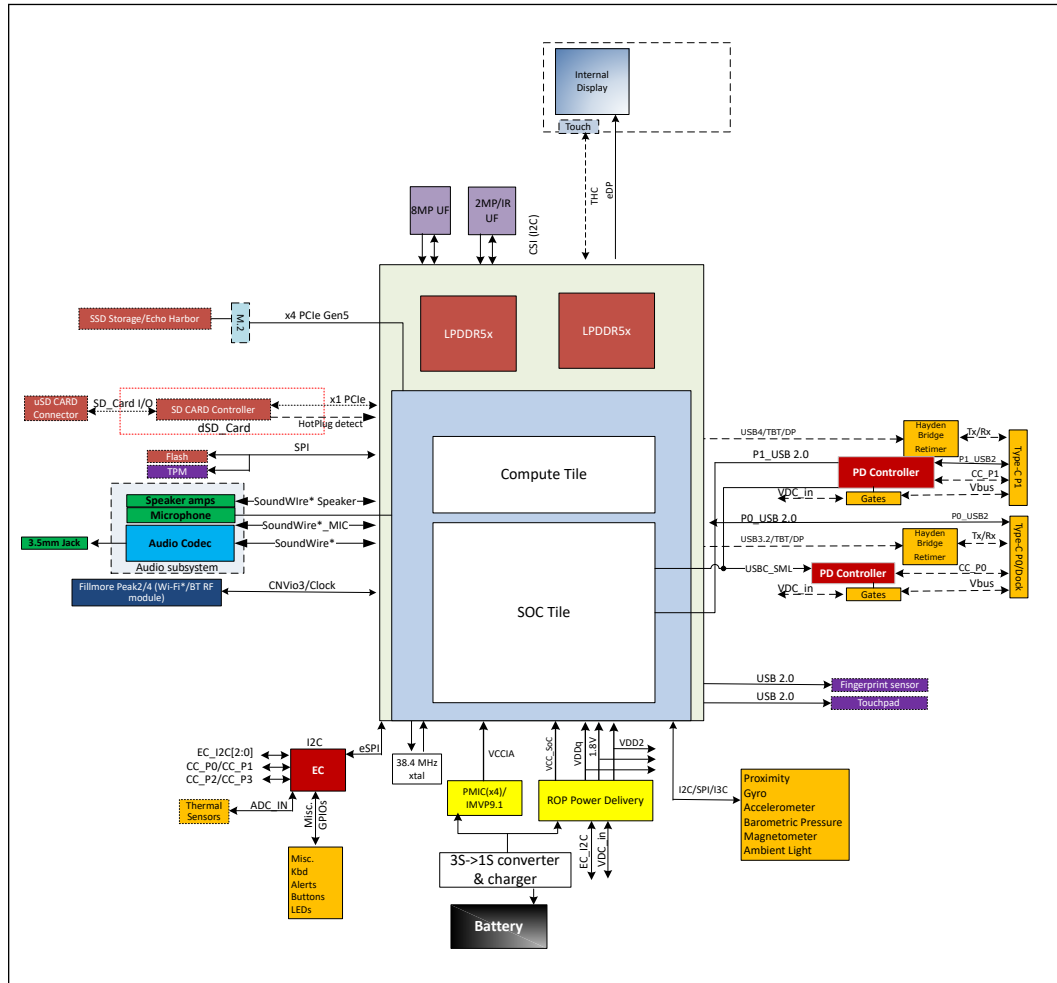 Internal
Display
Touch
THC
eDP
8MP UF
2MP/IR
UF
CSI (I2C)
LPDDR5x
LPDDR5x
SSD Storage/Echo Harbor
M.2
x4 PCIe Gen5
uSD CARD
Connector
SD_Card I/O
SD CARD Controller
dSD_Card
x1 PCIe
HotPlug detect
SPI
Flash
TPM
Speaker amps
Microphone
Audio Codec
Audio subsystem
SoundWIre* Speaker
SoundWire*_MIC
SoundWire*
3.5mm Jack
Fillmore Peak2/4 (Wi-Fi*/BT RF
module)
CNVio3/Clock
Compute Tile
SOC Tile
USB4/TBT/DP
Hayden
Bridge
Retimer
Tx/Rx
P1_USB 2.0
PD Controller
P1_USB2
CC_P1
Vbus
VDC_in
Gates
Type-C P1
P0_USB 2.0
P0_USB2
USB3.2/TBT/DP
Hayden
Bridge
Retimer
Tx/Rx
USBC_SML
PD Controller
CC_P0
Vbus
VDC_in
Gates
Type-C P0/Dock
USB 2.0
Fingerprint sensor
USB 2.0
Touchpad
I2C
EC_I2C[2:0]
CC_P0/CC_P1
CC_P2/CC_P3
EC
eSPI
Thermal
Sensors
ADC_IN
Misc.
GPIOs
Misc.
Kbd
Alerts
Buttons
LEDs
38.4 MHz
xtal
VCCIA
PMIC(x4)/
IMVP9.1
VCC_SoC
VDDq
1.8V
VDD2
ROP Power Delivery
EC_I2C
VDC_in
3S->1S converter
& charger
Battery
I2C/SPI/I3C
Proximity
Gyro
Accelerometer
Barometric Pressure
Magnetometer
Ambient Light